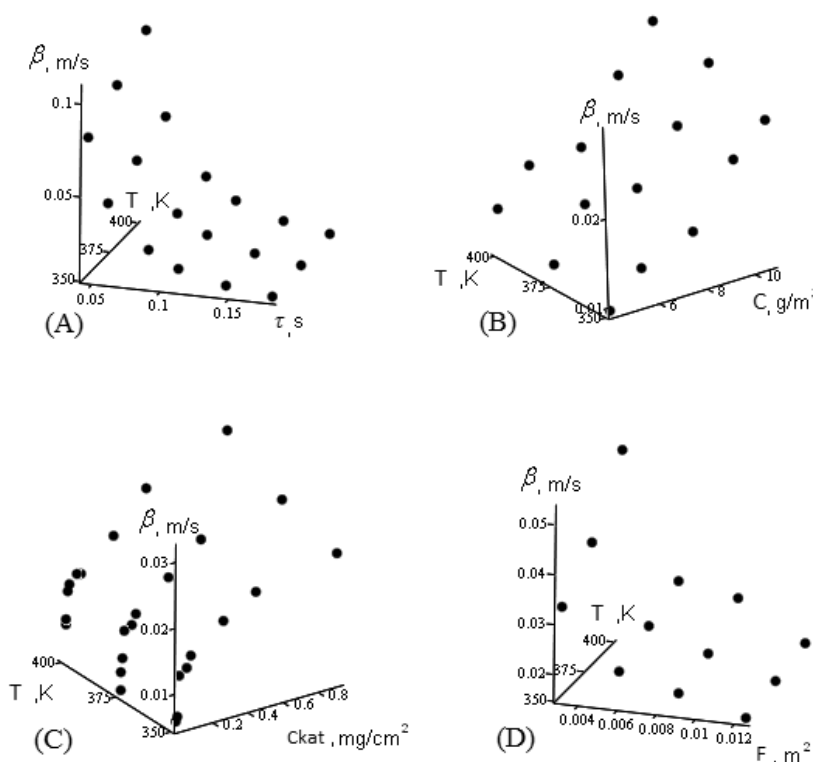 β, m/s
0.1
0.05
T ,K
400
375
350
0.05
0.1
0.15
τ, s
(A)
β, m/s
0.02
0.01
T ,K
400
375
350
6
8
10
C, g/m³
(B)
β, m/s
0.03
0.02
0.01
T ,K
400
375
350
0.2
0.4
0.6
0.8
Ckat, mg/cm²
(C)
β, m/s
0.05
0.04
0.03
0.02
T ,K
400
375
350
0.004
0.006
0.008
0.01
0.012
F, m²
(D)